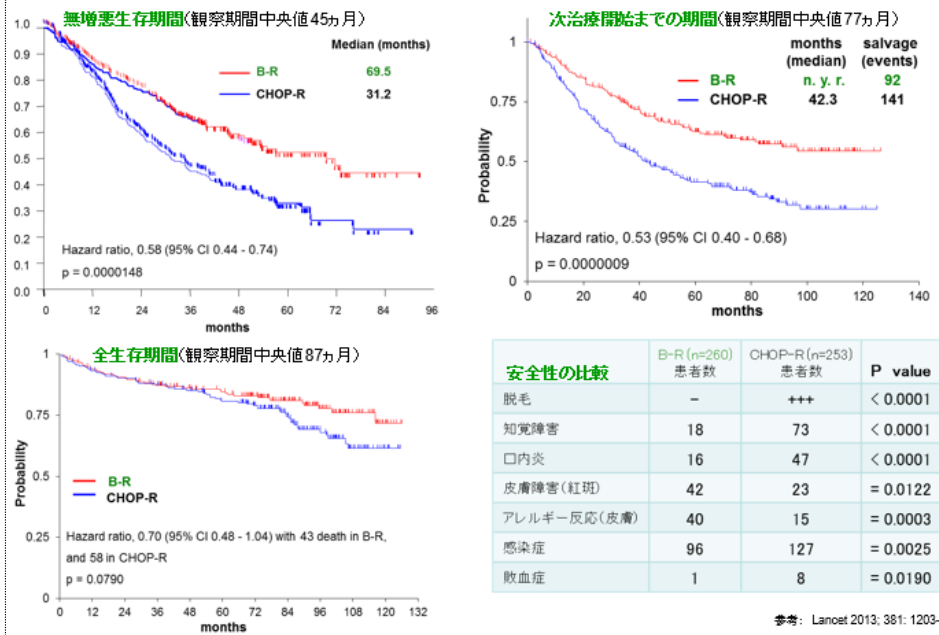 無増悪生存期間(観察期間中央値45ヵ月)
1.0
0.9
0.8
0.7
0.6
0.5
0.4
0.3
0.2
0.1
0.0
Median (months)
B-R 69.5
CHOP-R 31.2
Hazard ratio, 0.58 (95% CI 0.44 - 0.74)
p = 0.0000148
0 12 24 36 48 60 72 84 96
months
次治療開始までの期間(観察期間中央値77ヵ月)
months (median) salvage (events)
B-R n. y. r. 92
CHOP-R 42.3 141
Probability
1
0.75
0.5
0.25
0
Hazard ratio, 0.53 (95% CI 0.40 - 0.68)
p = 0.0000009
0 20 40 60 80 100 120 140
months
全生存期間(観察期間中央値87ヵ月)
Probability
1
0.75
0.5
0.25
0
B-R
CHOP-R
Hazard ratio, 0.70 (95% CI 0.48 - 1.04) with 43 death in B-R,
and 58 in CHOP-R
p = 0.0790
0 12 24 36 48 60 72 84 96 108 120 132
months
安全性の比較 B-R(n=260) 患者数 CHOP-R(n=253) 患者数 P value
脱毛 − +++ < 0.0001
知覚障害 18 73 < 0.0001
口内炎 16 47 < 0.0001
皮膚障害(紅斑) 42 23 = 0.0122
アレルギー反応(皮膚) 40 15 = 0.0003
感染症 96 127 = 0.0025
敗血症 1 8 = 0.0190
参考: Lancet 2013; 381: 1203-